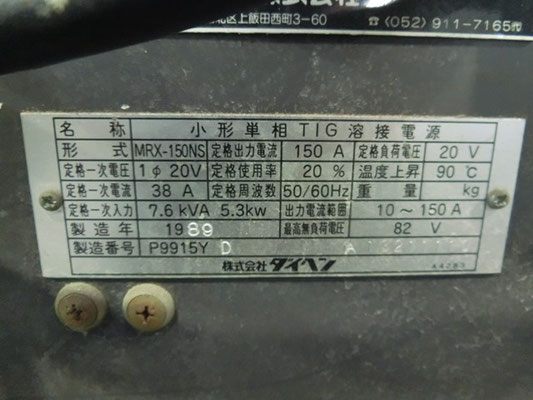 北区上飯田西町3-60 ☎(052)911-7165代
名称 小形単相TIG溶接電源
形式 MRX-150NS 定格出力電流 150 A 定格負荷電圧 20 V
定格一次電圧 1φ 20V 定格使用率 20 % 温度上昇 90 ℃
定格一次電流 38 A 定格周波数 50/60Hz 重量 kg
定格一次入力 7.6 kVA 5.3kw 出力電流範囲 10~150 A
製造年 1989 最高無負荷電圧 82 V
製造番号 P9915Y D A
株式会社 ダイヘン